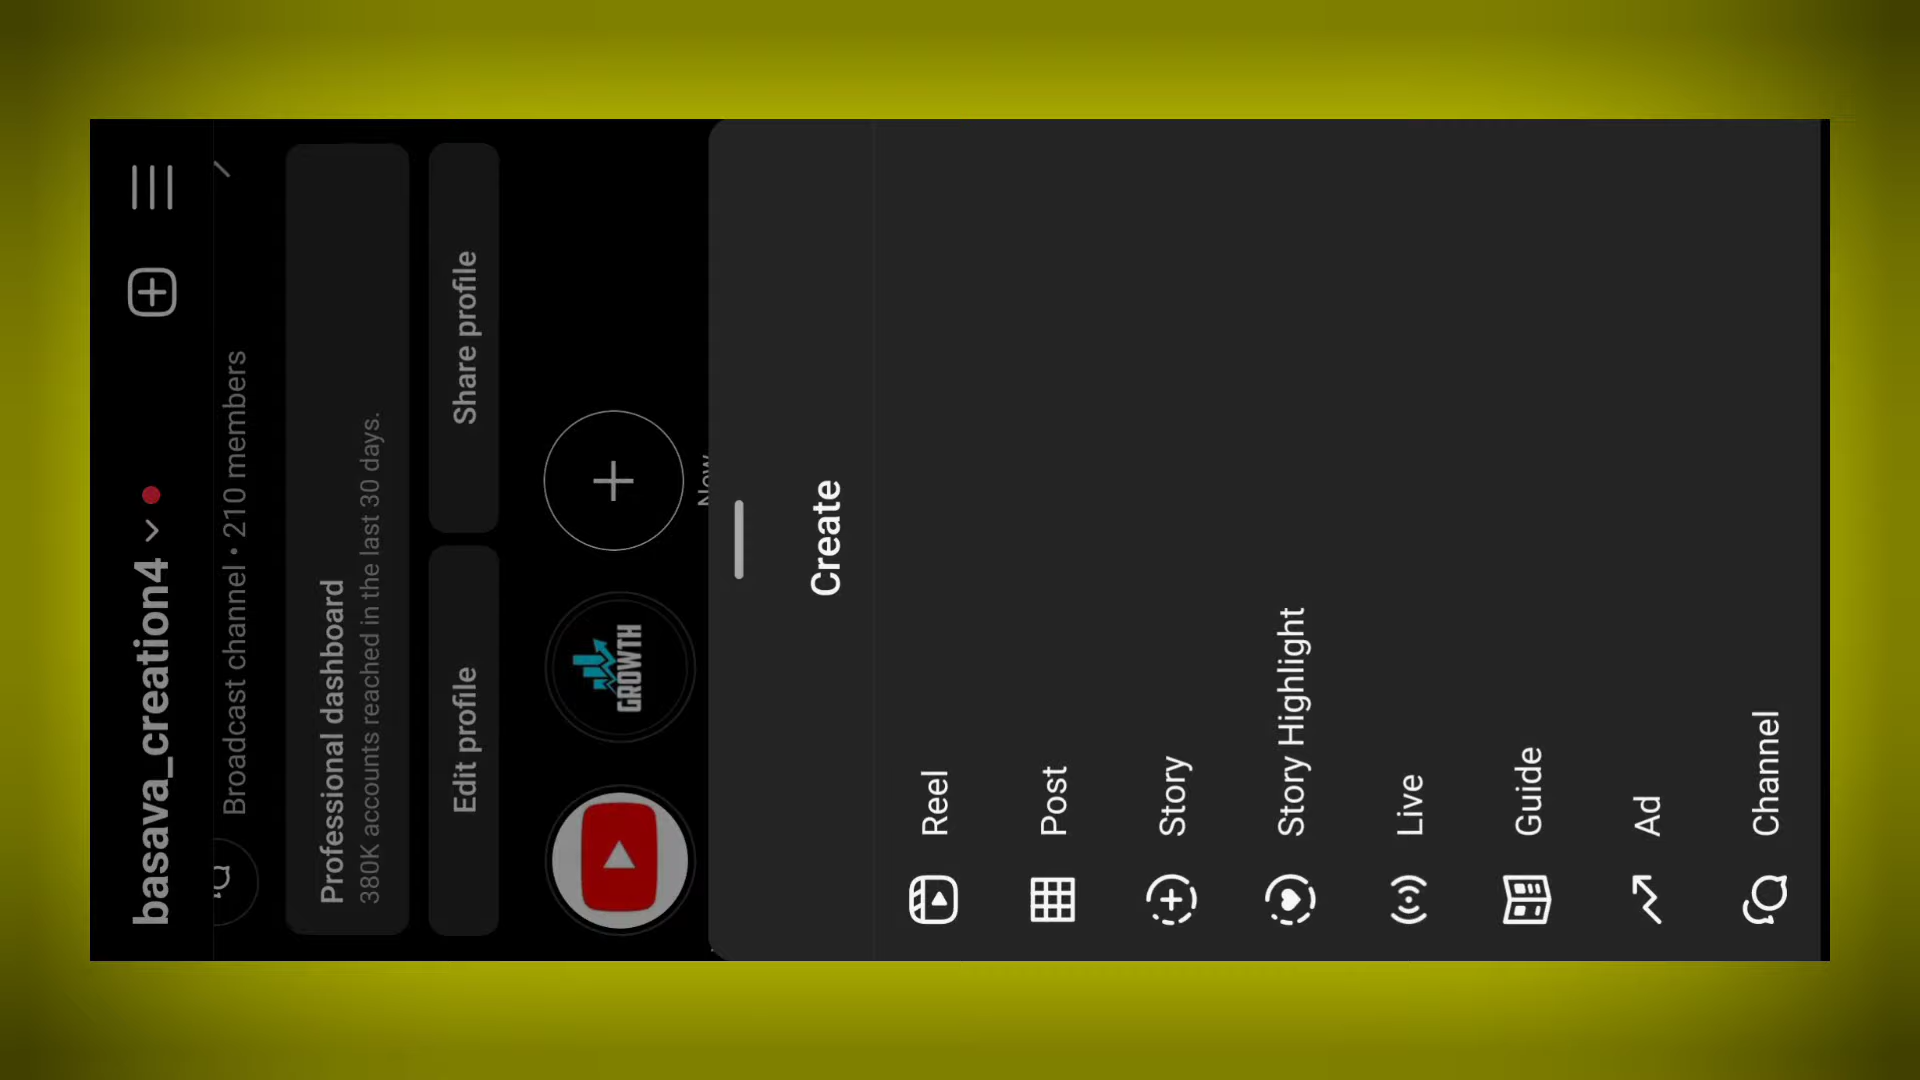 basava_creation4
Broadcast channel • 210 members
Professional dashboard
380K accounts reached in the last 30 days.
Edit profile
Share profile
GROWTH
New
Create
Reel
Post
Story
Story Highlight
Live
Guide
Ad
Channel